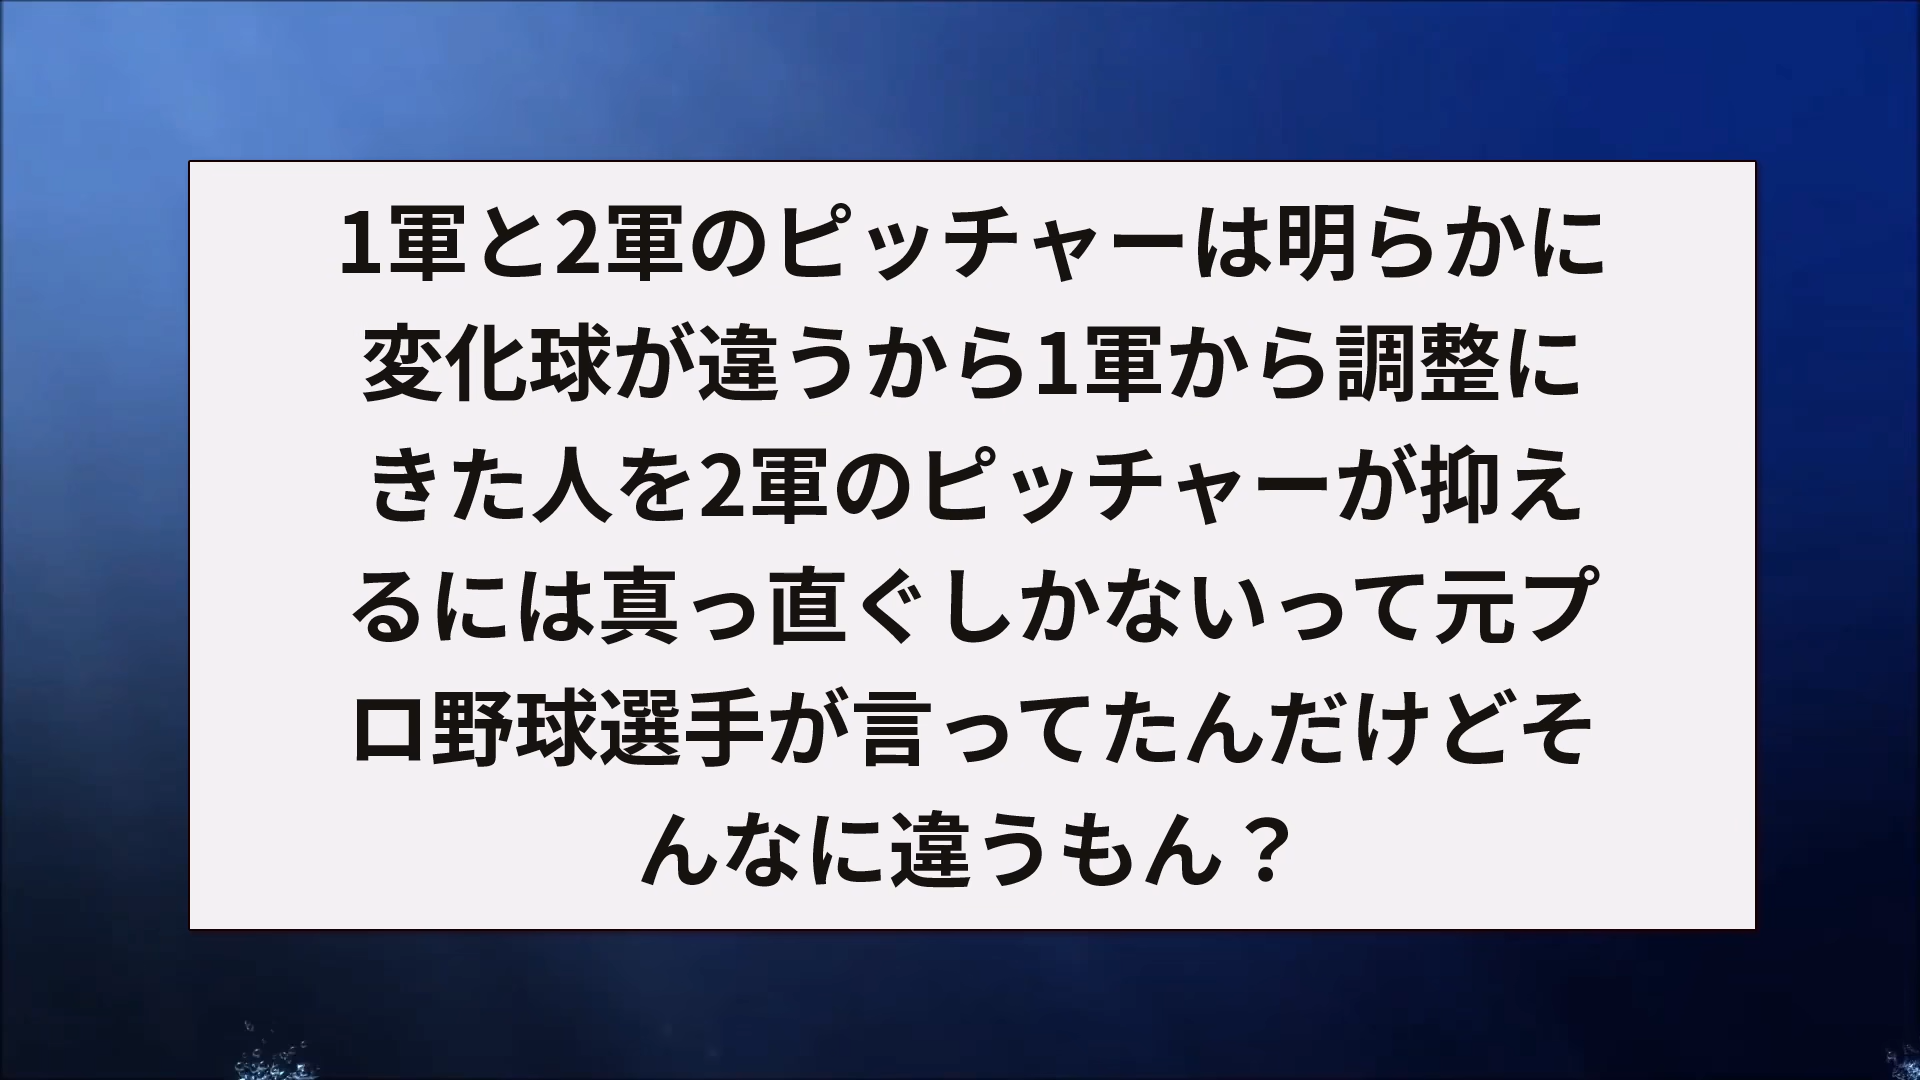 1軍と2軍のピッチャーは明らかに
変化球が違うから1軍から調整に
きた人を2軍のピッチャーが抑え
るには真っ直ぐしかないって元プ
ロ野球選手が言ってたんだけどそ
んなに違うもん？